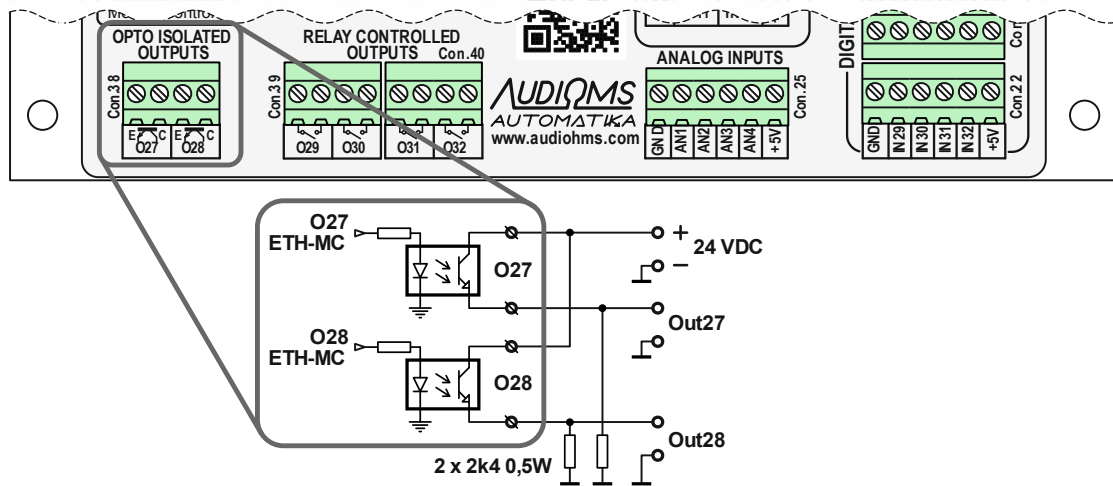 OPTO ISOLATED
OUTPUTS
Con.38
E C E C
O27 O28
RELAY CONTROLLED
OUTPUTS Con.40
Con.39
O29 O30 O31 O32
AUDIOMS
AUTOMATIKA
www.audiohms.com
ANALOG INPUTS
Con.25
GND AN1 AN2 AN3 AN4 +5V
DIGIT
Con.22
GND IN29 IN30 IN31 IN32 +5V
O27
ETH-MC
O27
+
24 VDC
−
Out27
O28
ETH-MC
O28
Out28
2 x 2k4 0,5W